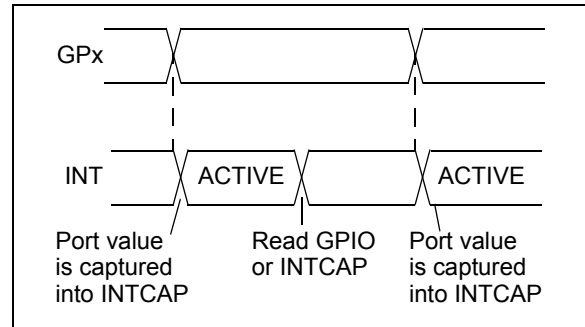 GPx
INT
ACTIVE
ACTIVE
Port value
is captured
into INTCAP
Read GPIO
or INTCAP
Port value
is captured
into INTCAP